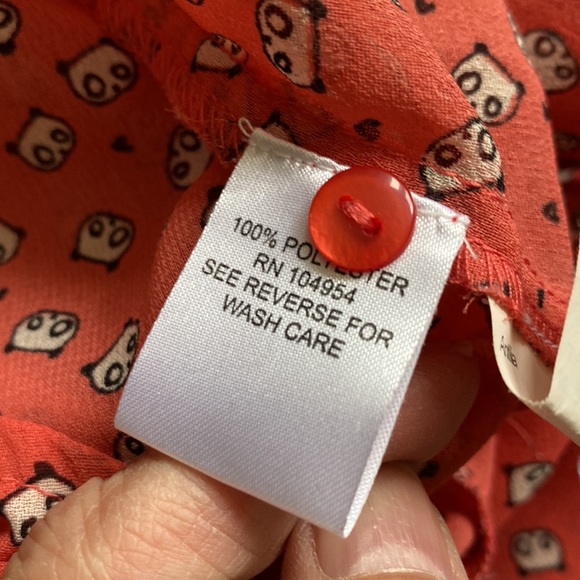 100% POLYESTER
RN 104954
SEE REVERSE FOR
WASH CARE